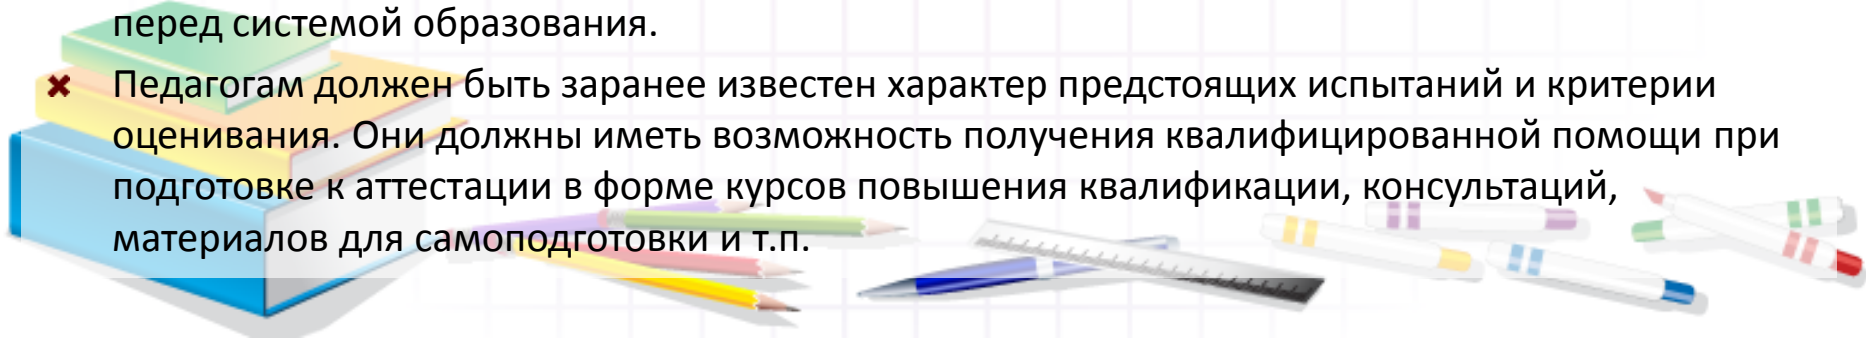 перед системой образования.
Педагогам должен быть заранее известен характер предстоящих испытаний и критерии
оценивания. Они должны иметь возможность получения квалифицированной помощи при
подготовке к аттестации в форме курсов повышения квалификации, консультаций,
материалов для самоподготовки и т.п.